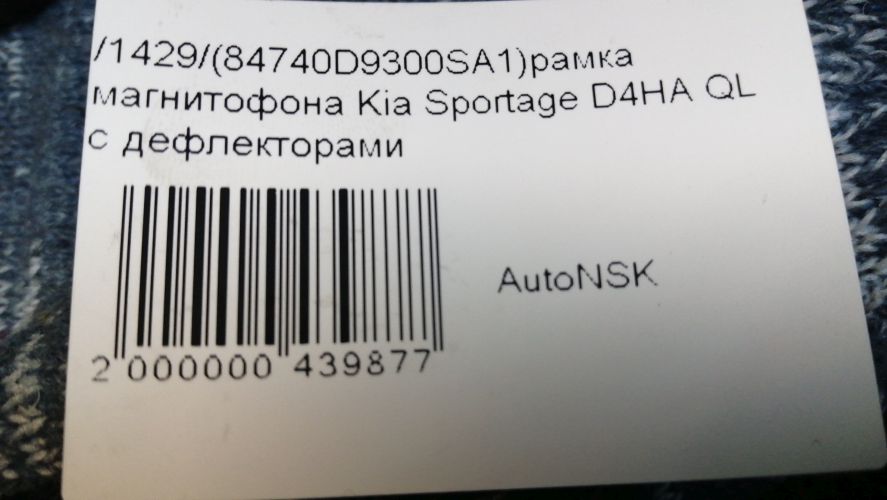 /1429/(84740D9300SA1)рамка
магнитофона Kia Sportage D4HA QL
с дефлекторами
AutoNSK
2 000000 439877